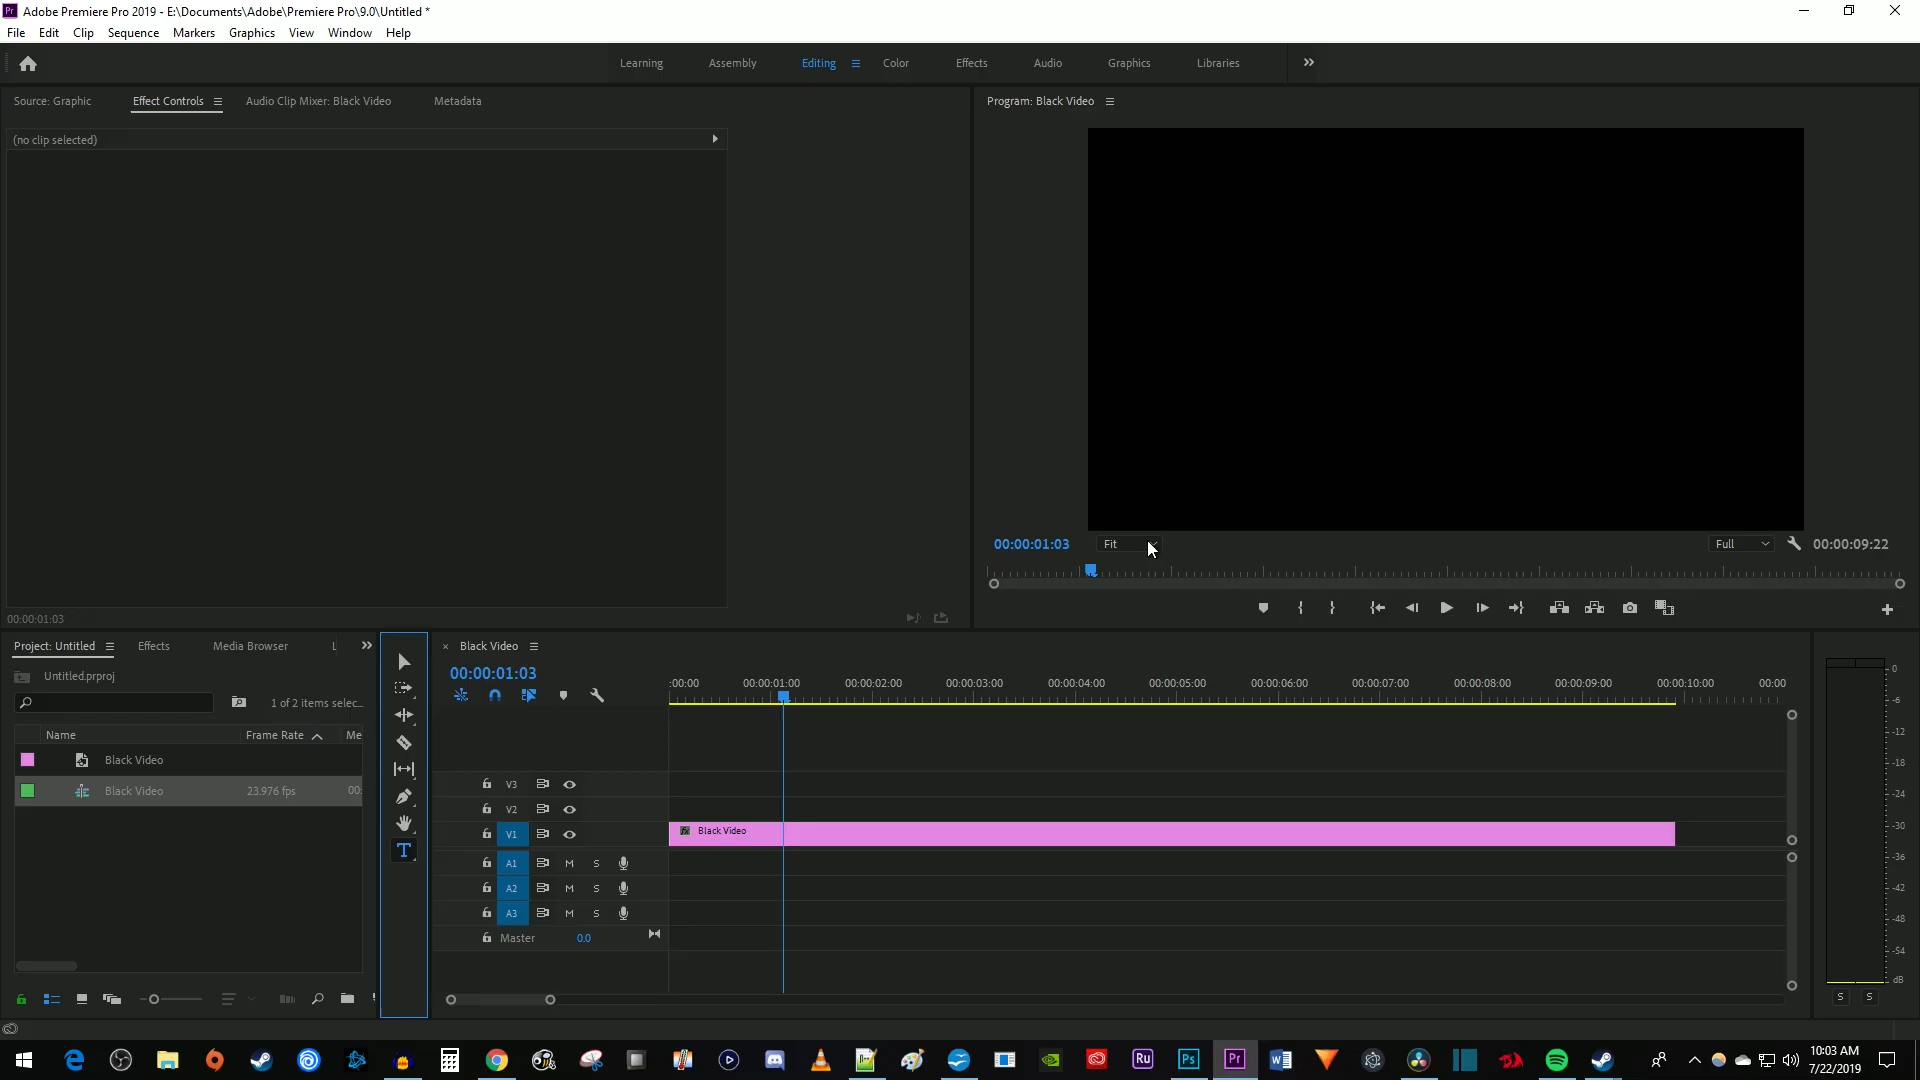 Pr Adobe Premiere Pro 2019 - E:\Documents\Adobe\Premiere Pro\9.0\Untitled *
File Edit Clip Sequence Markers Graphics View Window Help
Learning Assembly Editing Color Effects Audio Graphics Libraries
Source: Graphic Effect Controls Audio Clip Mixer: Black Video Metadata
Program: Black Video
(no clip selected)
00:00:01:03 Fit Full 00:00:09:22
00:00:01:03
Project: Untitled Effects Media Browser L
Untitled.prproj
1 of 2 items selec...
Name Frame Rate Me
Black Video
Black Video 23.976 fps 00:
× Black Video
00:00:01:03
:00:00 00:00:01:00 00:00:02:00 00:00:03:00 00:00:04:00 00:00:05:00 00:00:06:00 00:00:07:00 00:00:08:00 00:00:09:00 00:00:10:00 00:00
V3
V2
V1 fx Black Video
A1 M S
A2 M S
A3 M S
Master 0.0
0
-6
-12
-18
-24
-30
-36
-42
-48
-54
dB
S S
Ru Ps Pr W
10:03 AM
7/22/2019